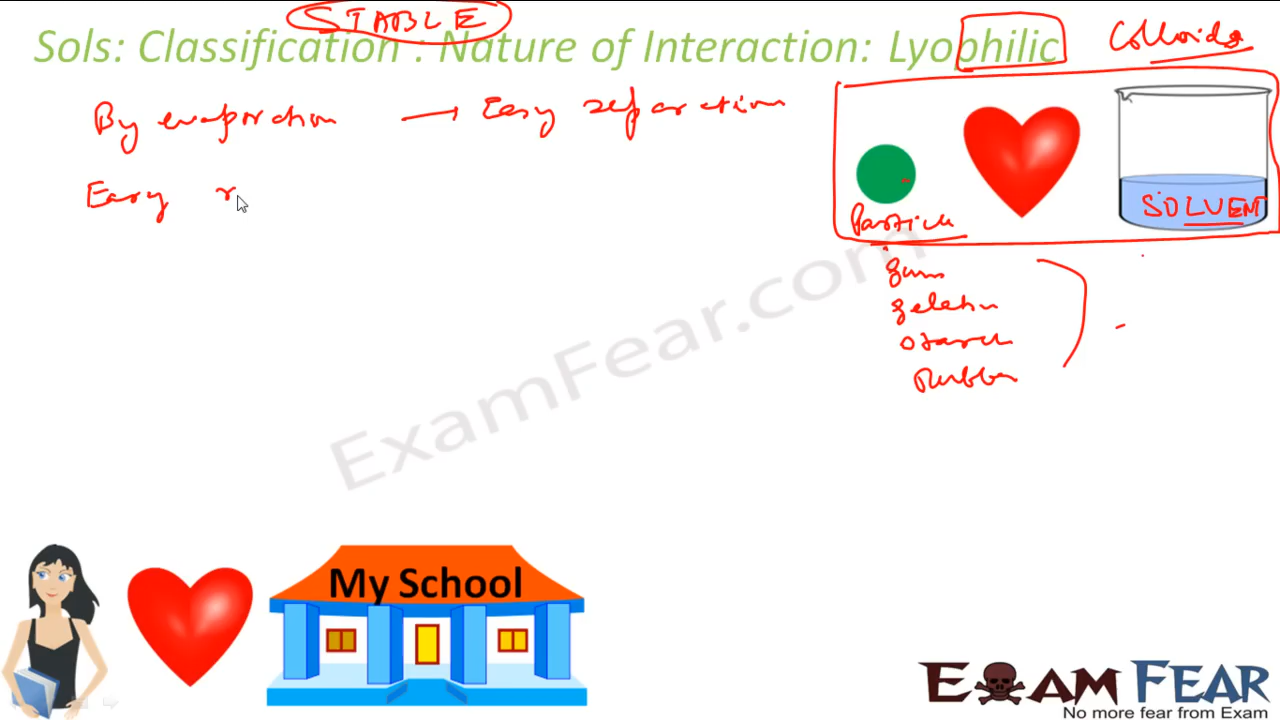 STABLE
Sols: Classification : Nature of Interaction: Lyophilic
Colloids
By evaporation → Easy separation
Easy r
Particle
SOLVENT
gum
gelatin
starch
Rubber
ExamFear.com
My School
EXAM FEAR
No more fear from Exam